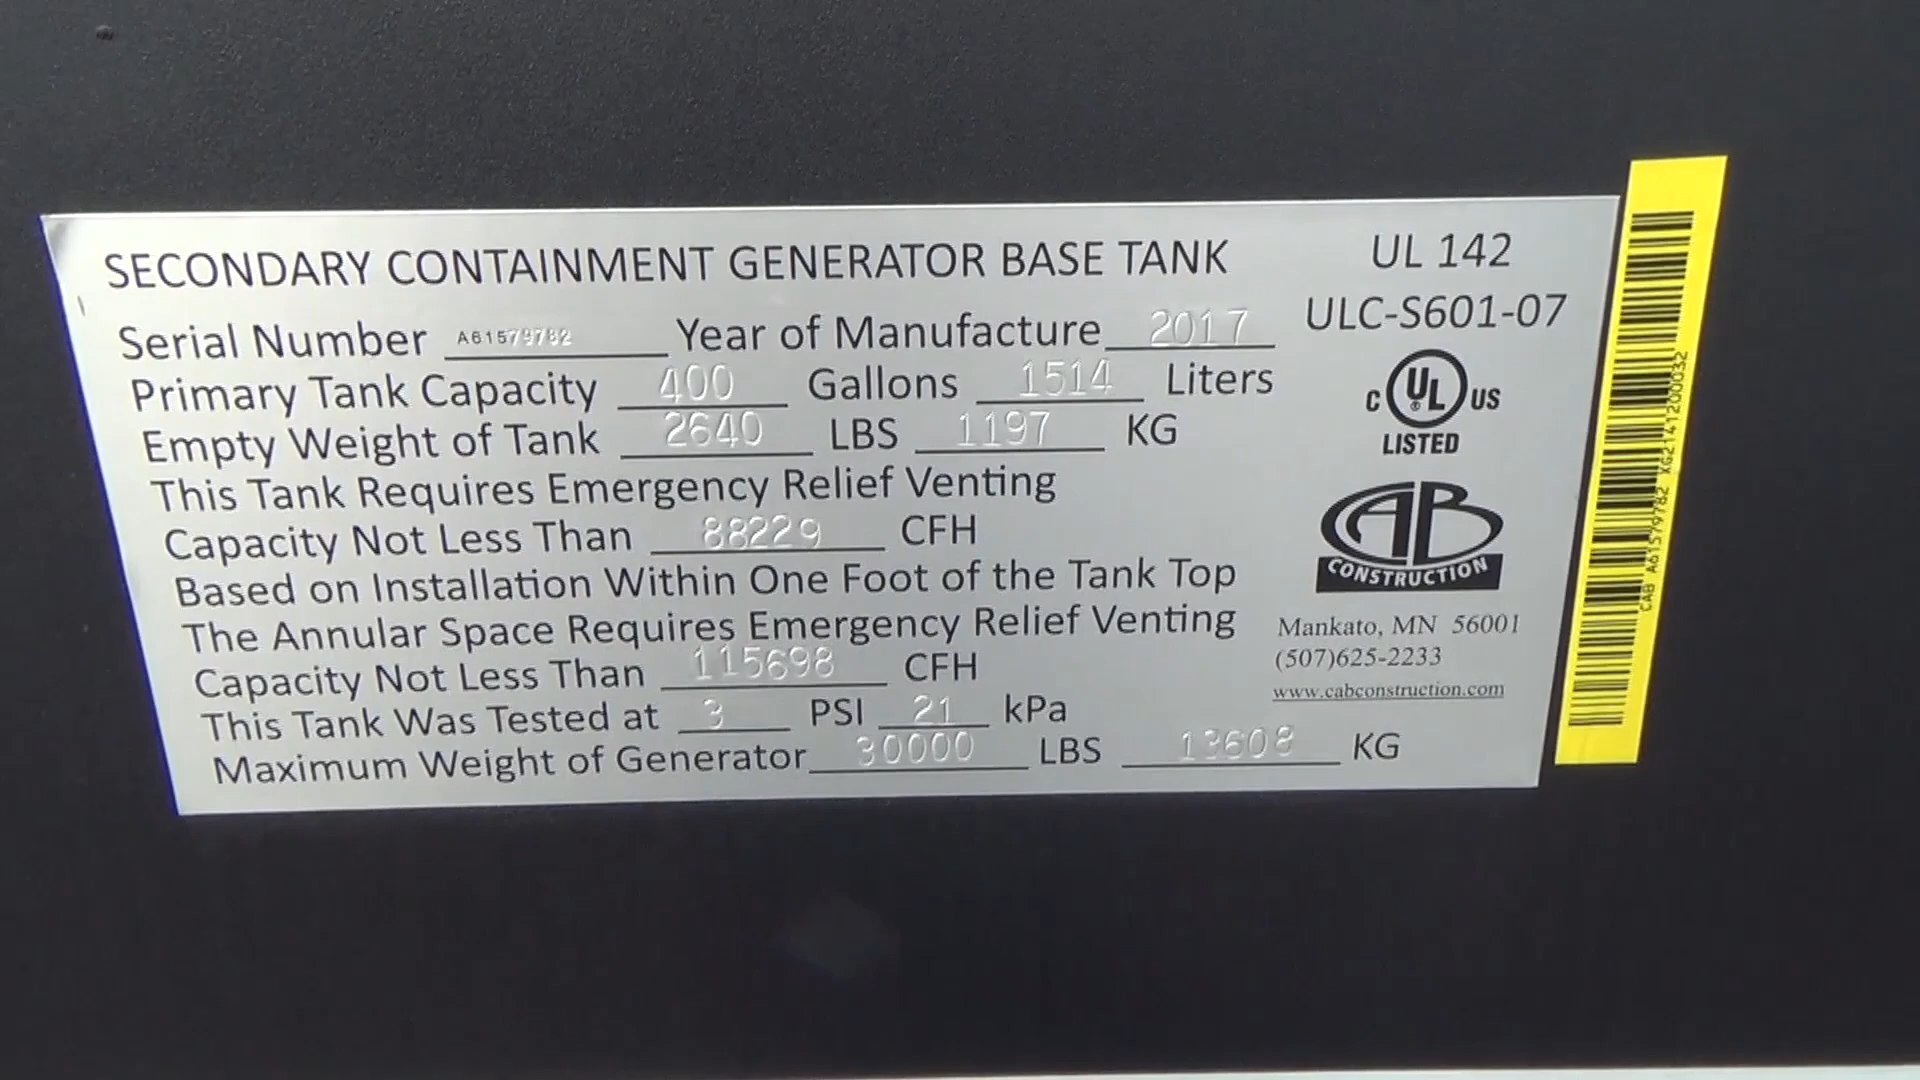 SECONDARY CONTAINMENT GENERATOR BASE TANK
Serial Number A61579782 Year of Manufacture 2017
Primary Tank Capacity 400 Gallons 1514 Liters
Empty Weight of Tank 2640 LBS 1197 KG
This Tank Requires Emergency Relief Venting
Capacity Not Less Than 88229 CFH
Based on Installation Within One Foot of the Tank Top
The Annular Space Requires Emergency Relief Venting
Capacity Not Less Than 115698 CFH
This Tank Was Tested at 3 PSI 21 kPa
Maximum Weight of Generator 30000 LBS 13608 KG
UL 142
ULC-S601-07
C UL® US
LISTED
CAB
CONSTRUCTION
Mankato, MN 56001
(507)625-2233
www.cabconstruction.com
CAB A61579782 XG2141200032